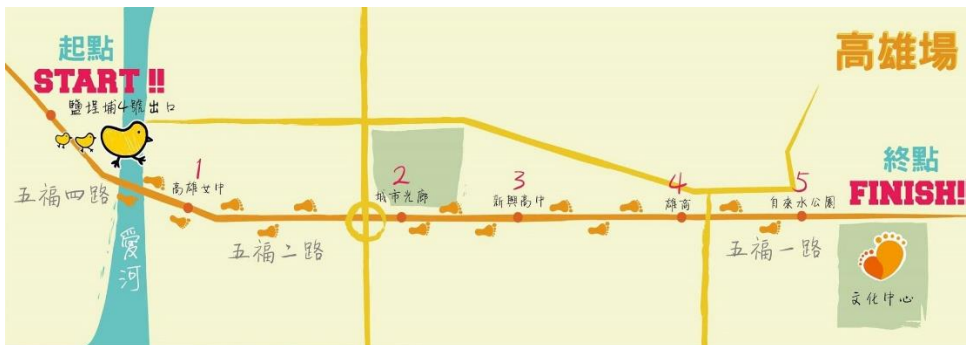 高雄場
起點
START !!
鹽埕埔4號出口
五福四路
愛河
1
高雄女中
五福二路
2
城市光廊
3
新興高中
4
雄商
5
自來水公園
五福一路
終點
FINISH!
文化中心